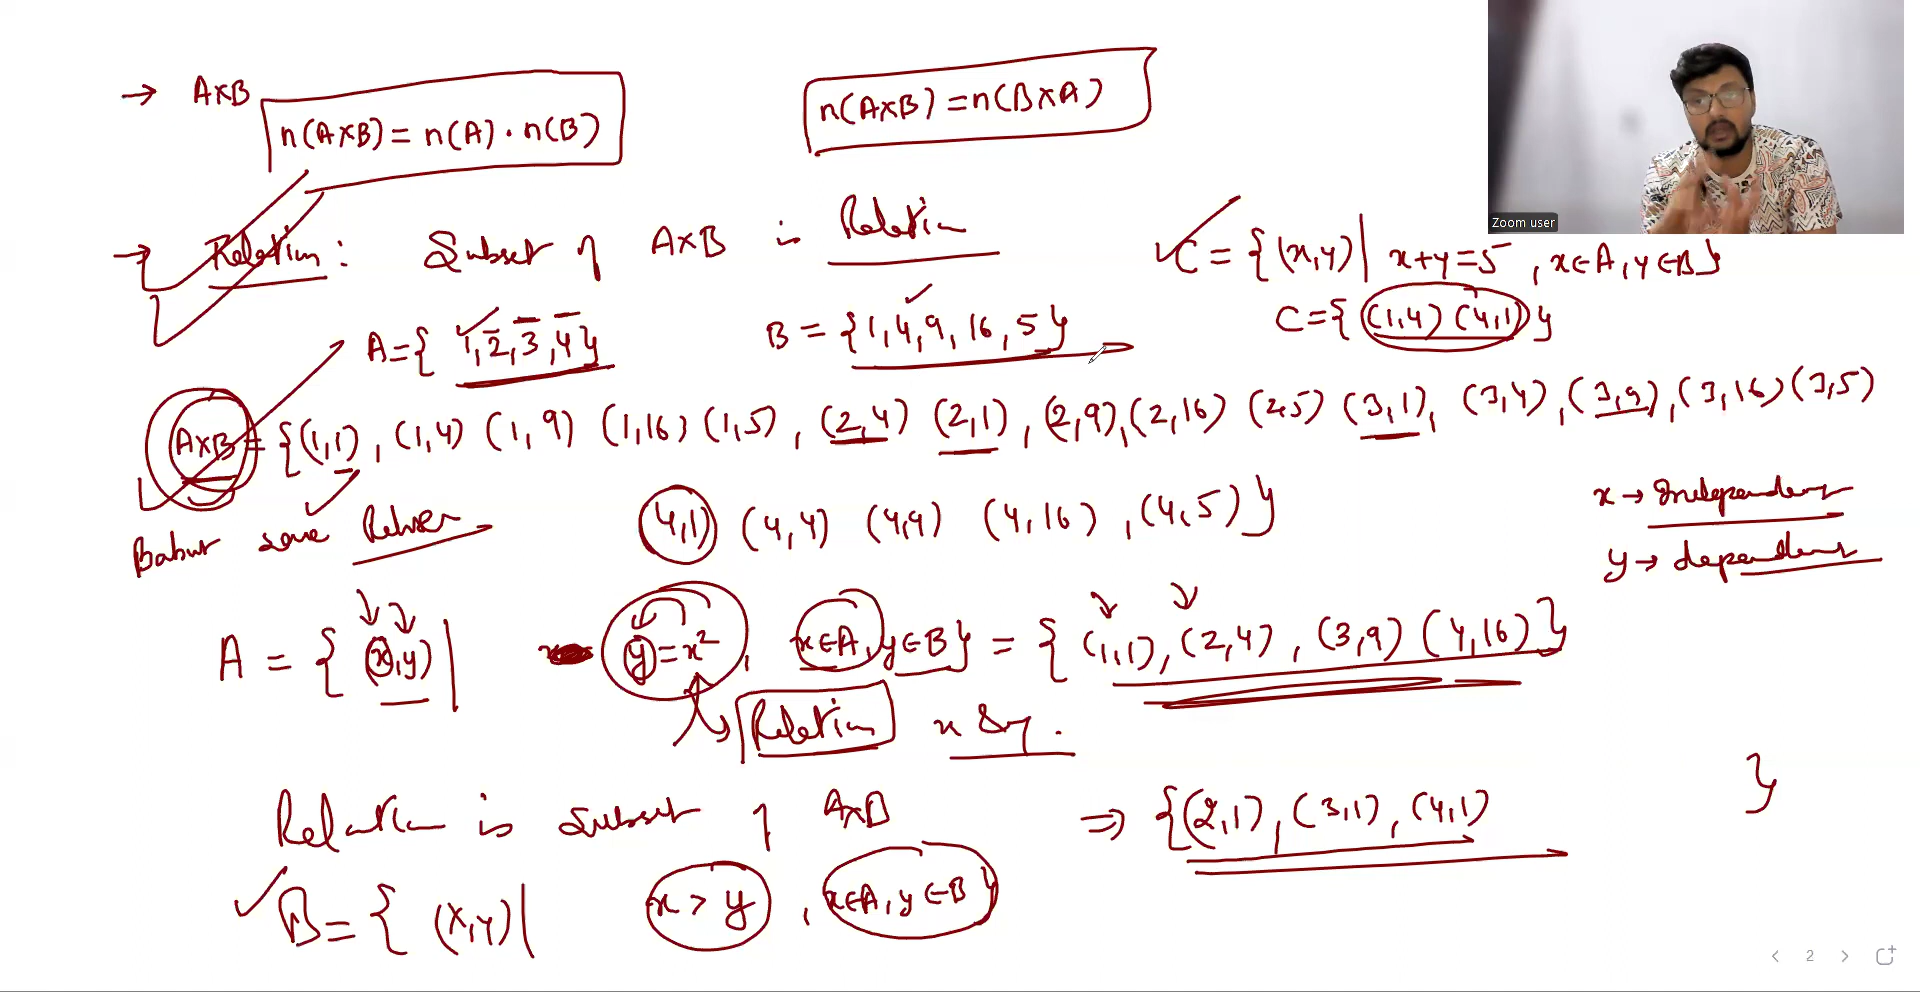 → A×B
n(A×B) = n(A) · n(B)
n(A×B) = n(B×A)
Zoom user
→ Relation : Subset of A×B is Relation
C = { (x,y) | x+y=5 , x∈A, y∈B }
A={ 1, 2, 3, 4 }
B = { 1, 4, 9, 16, 5 }
C={ (1,4) (4,1) }
A×B = { (1,1) , (1,4) (1,9) (1,16) (1,5) , (2,4) (2,1) , (2,9) , (2,16) (2,5) (3,1) , (3,4) , (3,9) , (3,16) (3,5)
(4,1) (4,4) (4,9) (4,16) , (4,5) }
x → Independent
y → dependent
A = { (x,y) | y = x² , x∈A, y∈B } = { (1,1), (2,4) , (3,9) (4,16) }
Relation x & y .
Relation is subset of A×B ⇒ { (2,1) , (3,1) , (4,1) }
B = { (x,y) | x > y , x∈A, y∈B }
2